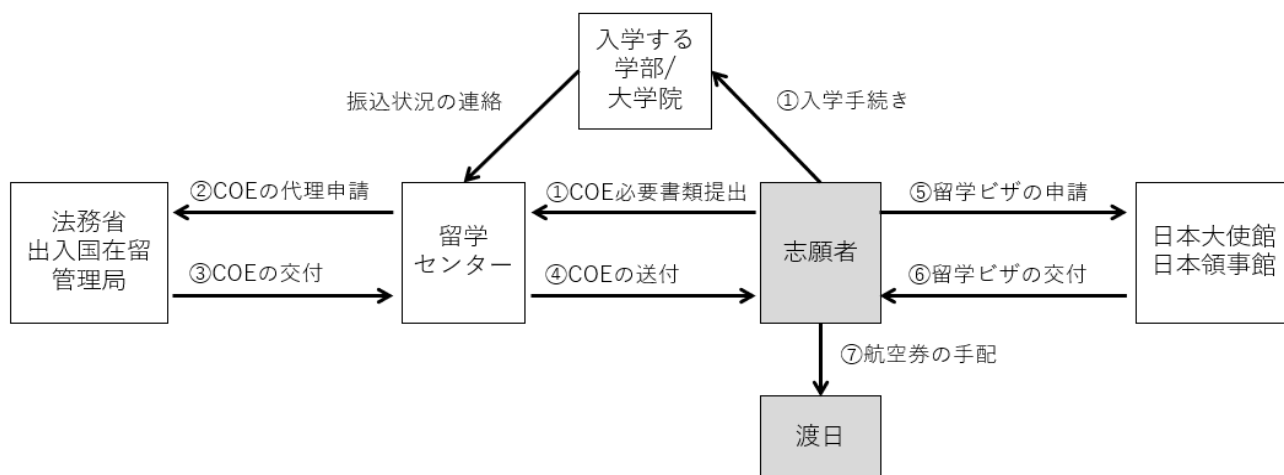 入学する
学部/
大学院
振込状況の連絡
①入学手続き
②COEの代理申請
①COE必要書類提出
⑤留学ビザの申請
法務省
出入国在留
管理局
留学
センター
志願者
日本大使館
日本領事館
③COEの交付
④COEの送付
⑥留学ビザの交付
⑦航空券の手配
渡日